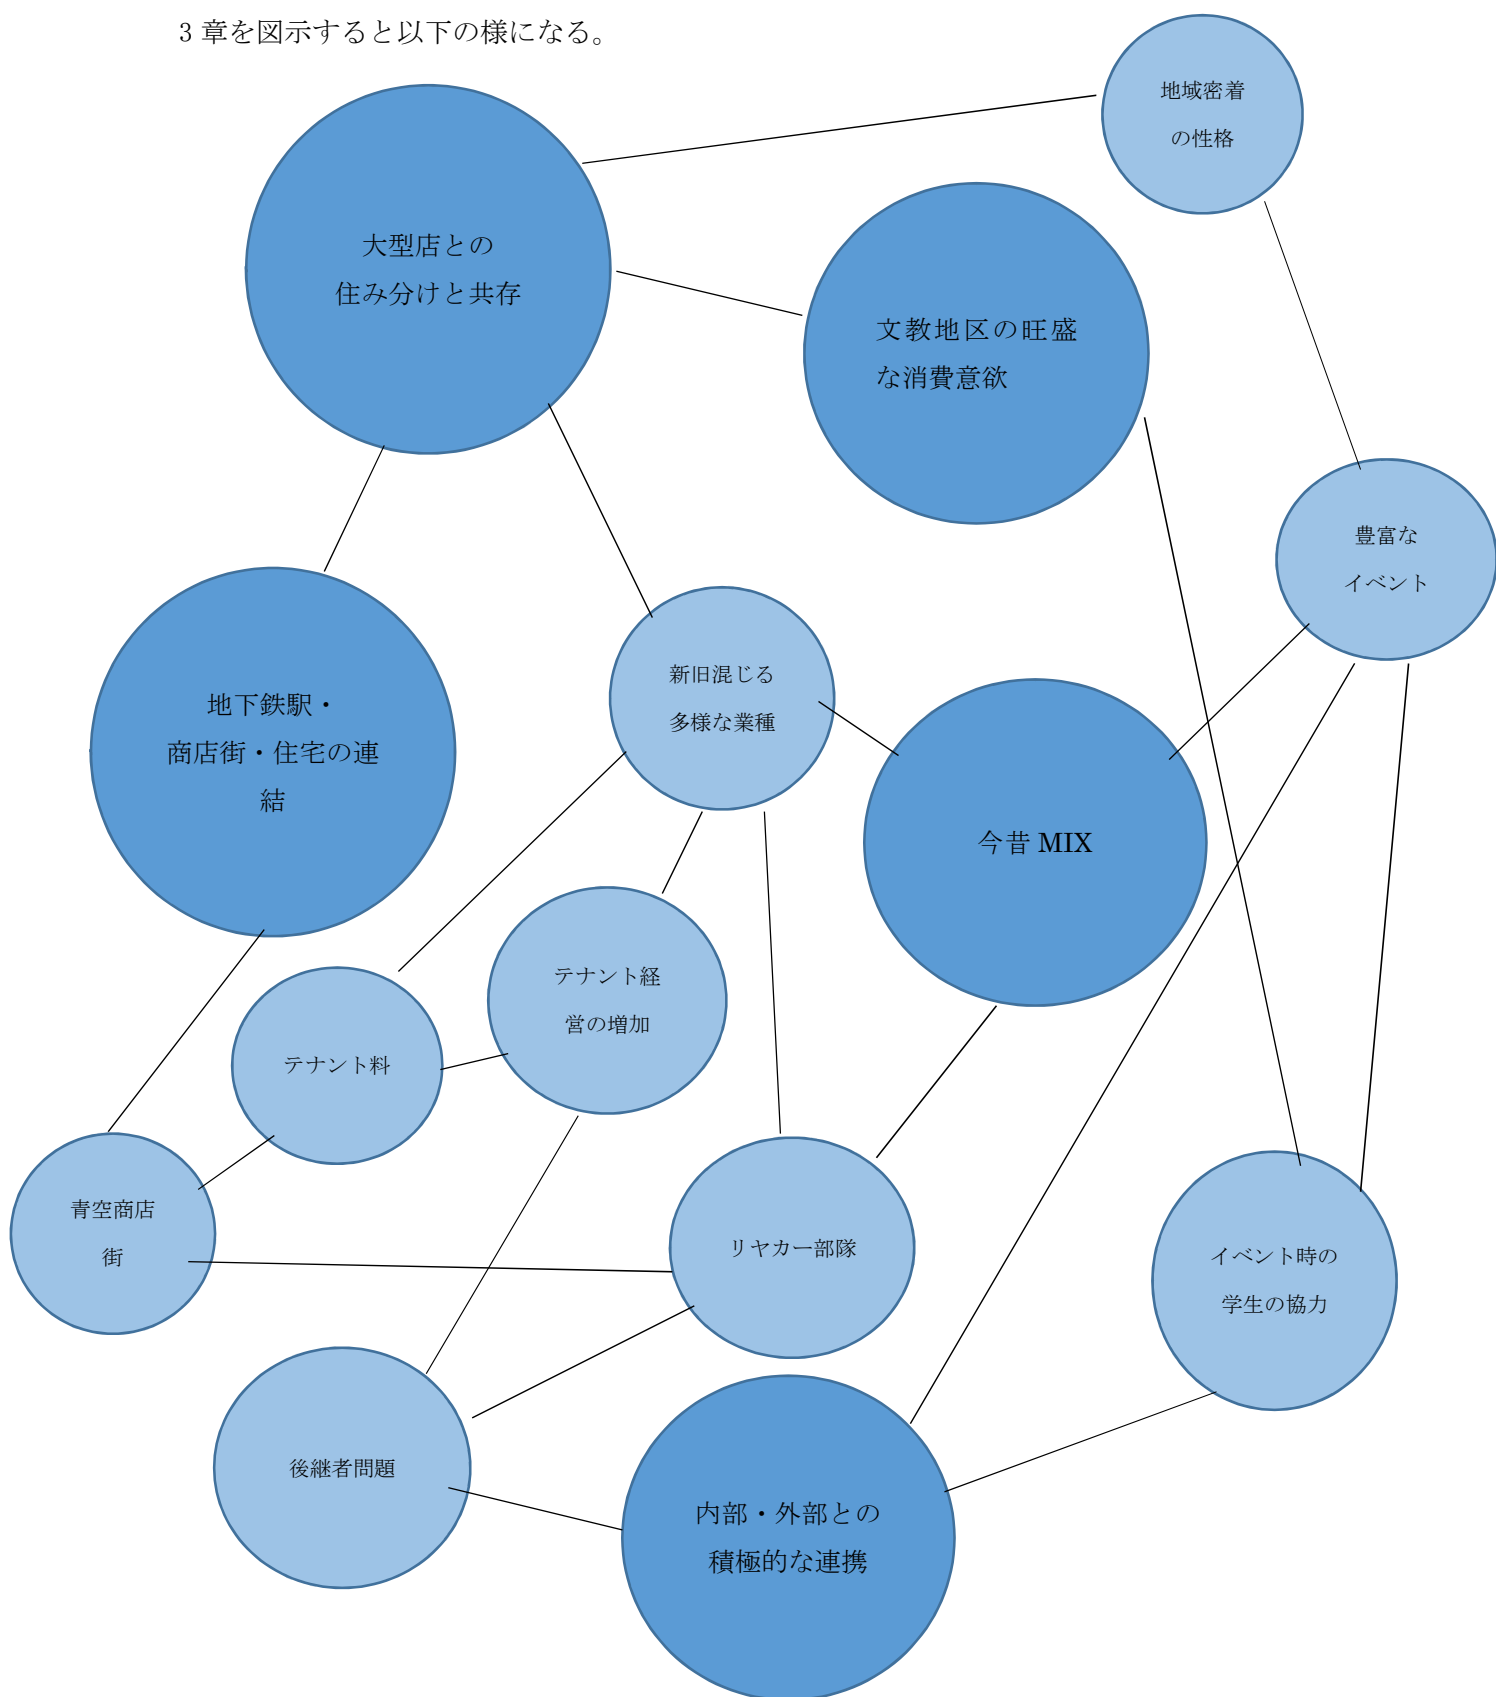 3 章を図示すると以下の様になる。
地域密着
の性格
大型店との
住み分けと共存
文教地区の旺盛
な消費意欲
豊富な
イベント
地下鉄駅・
商店街・住宅の連
結
新旧混じる
多様な業種
今昔 MIX
テナント経
営の増加
テナント料
青空商店
街
リヤカー部隊
イベント時の
学生の協力
後継者問題
内部・外部との
積極的な連携